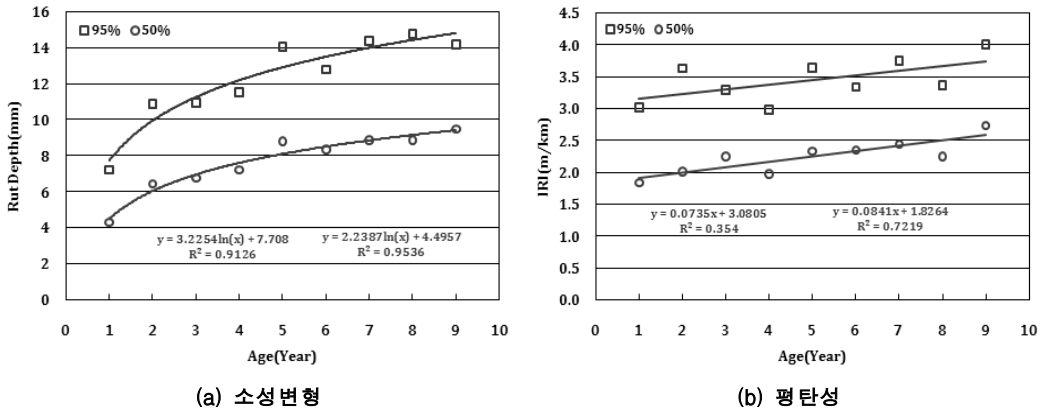 16
14
12
10
8
6
4
2
0
95% 50%
Rut Depth(mm)
y = 3.2254ln(x) + 7.708
R² = 0.9126
y = 2.2387ln(x) + 4.4957
R² = 0.9536
0 1 2 3 4 5 6 7 8 9 10
Age(Year)
(a) 소성변형
4.5
4.0
3.5
3.0
2.5
2.0
1.5
1.0
0.5
0.0
95% 50%
IRI(m/km)
y = 0.0735x + 3.0805
R² = 0.354
y = 0.0841x + 1.8264
R² = 0.7219
0 1 2 3 4 5 6 7 8 9 10
Age(Year)
(b) 평탄성